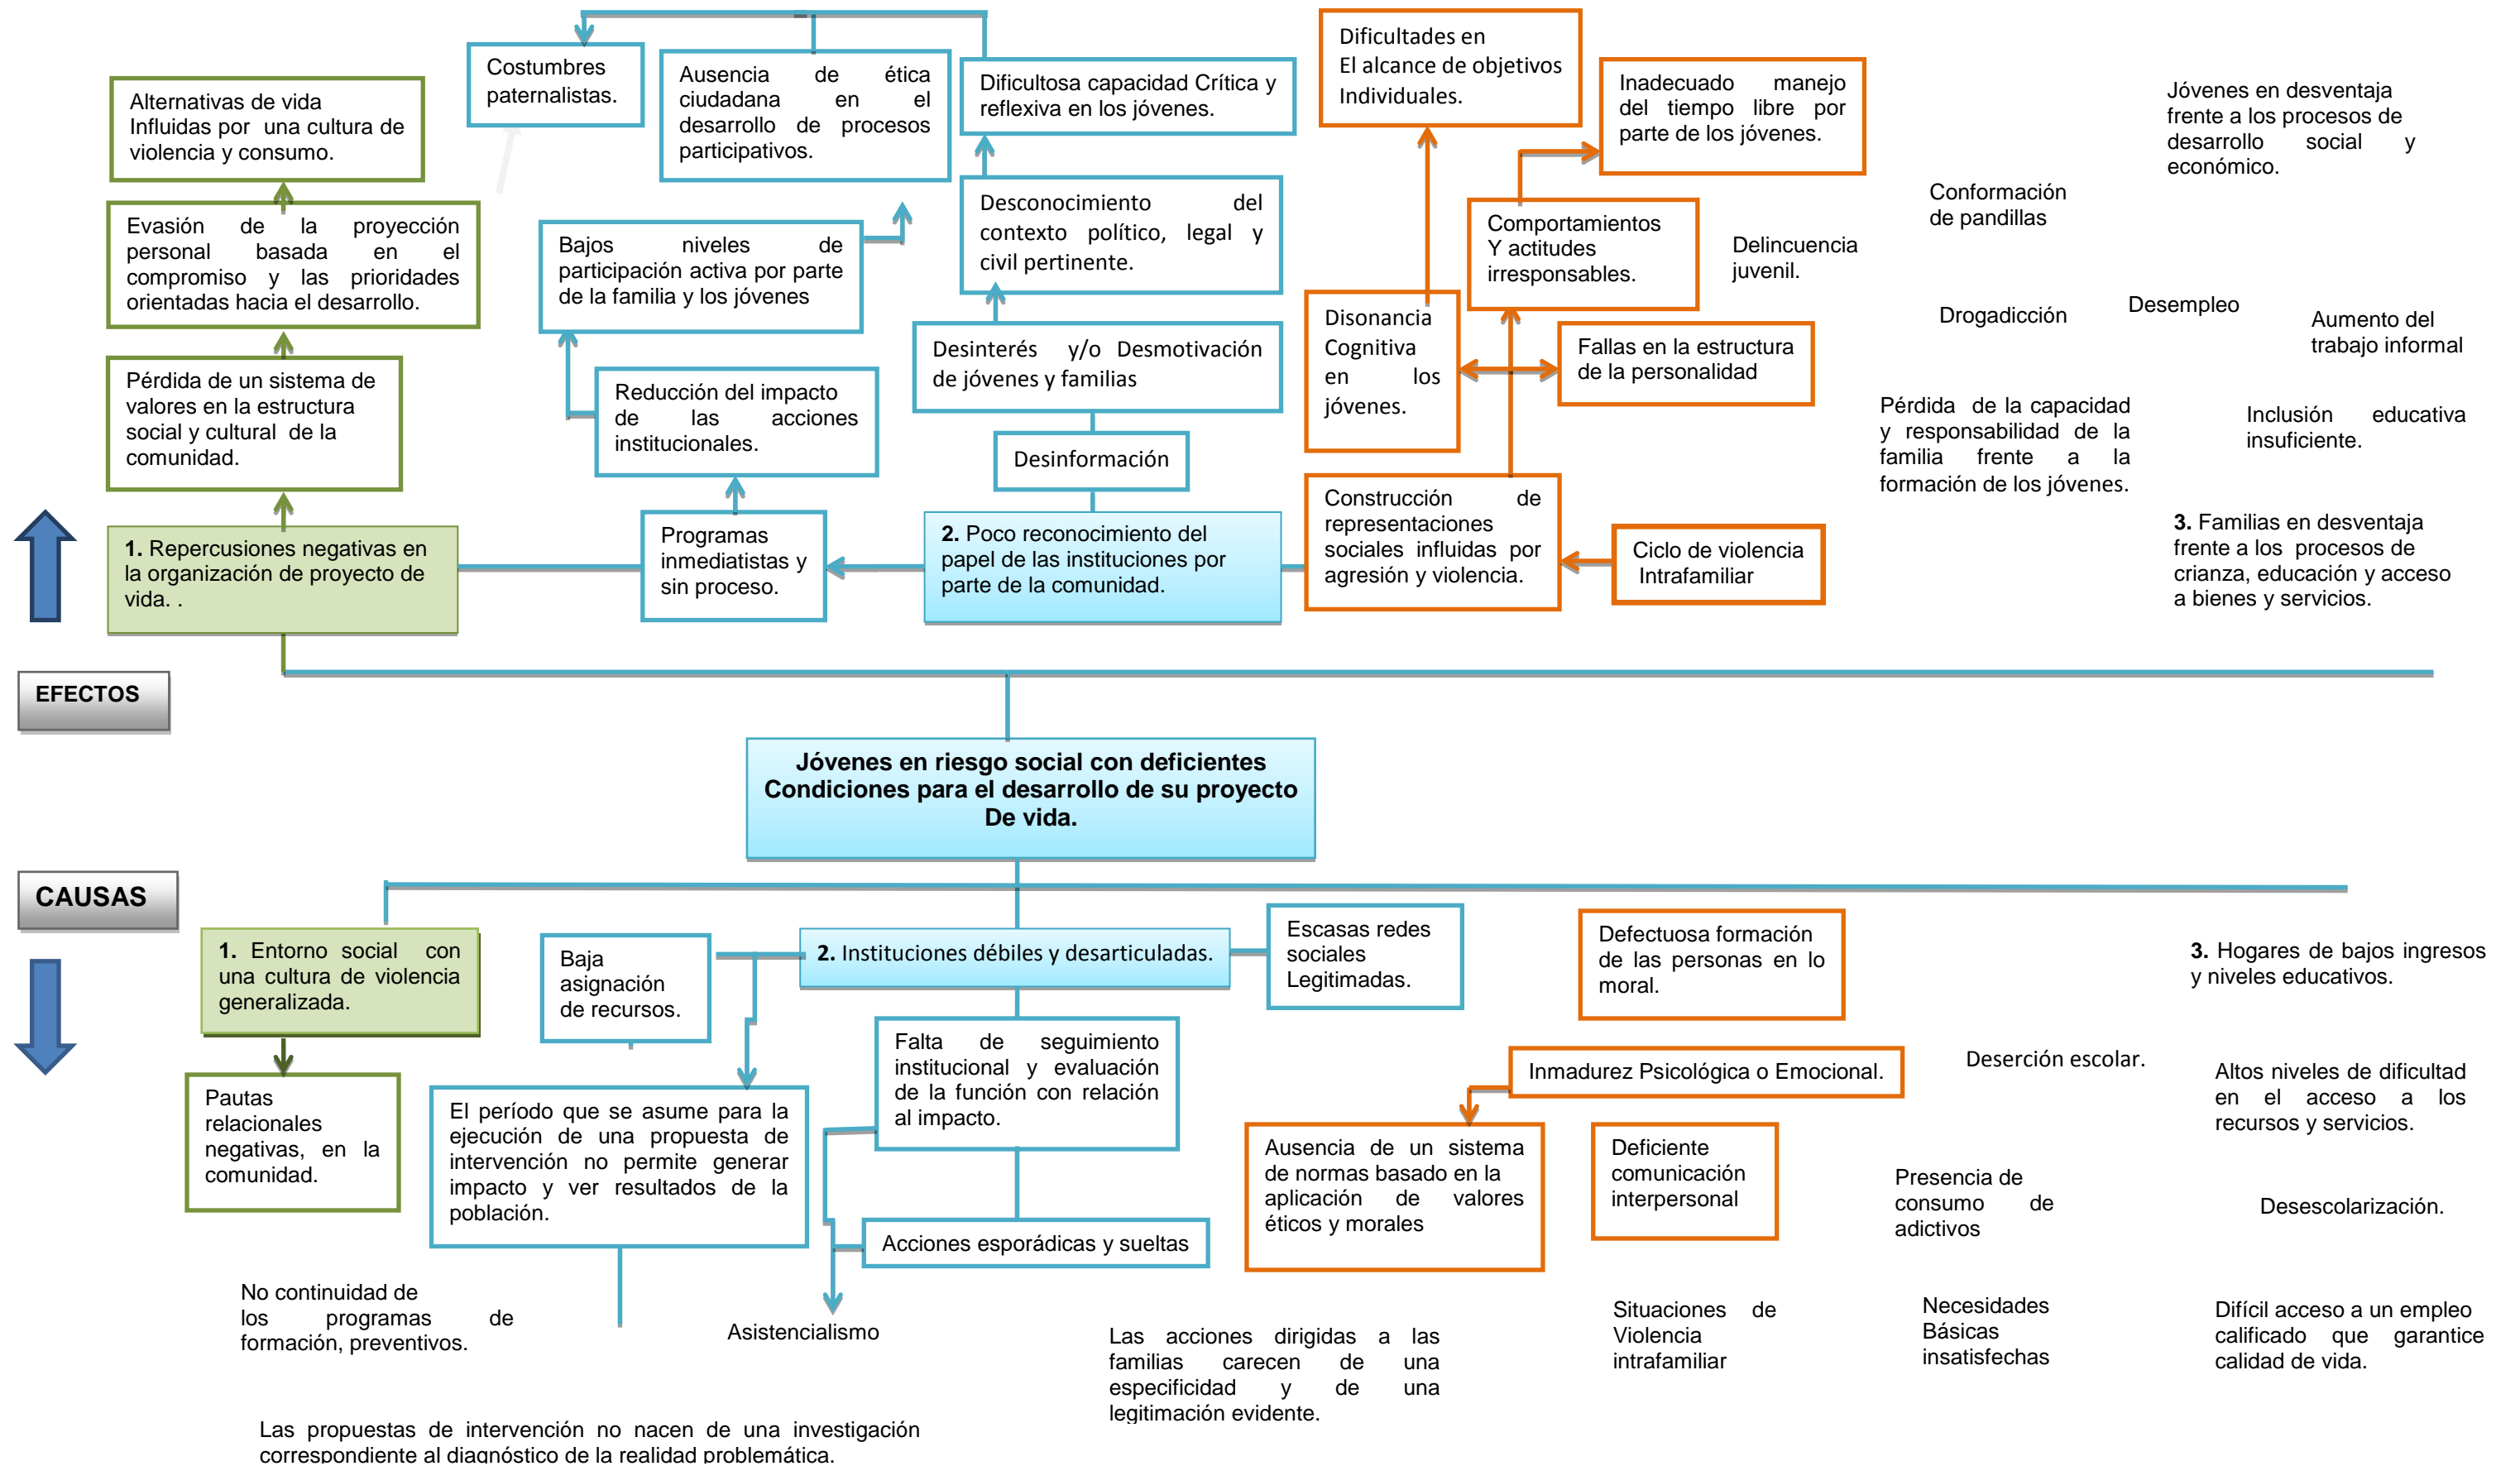 Costumbres
paternalistas.
Ausencia de ética
ciudadana en el
desarrollo de procesos
participativos.
Dificultosa capacidad Crítica y
reflexiva en los jóvenes.
Dificultades en
El alcance de objetivos
Individuales.
Inadecuado manejo
del tiempo libre por
parte de los jóvenes.
Jóvenes en desventaja
frente a los procesos de
desarrollo social y
económico.
Alternativas de vida
Influidas por una cultura de
violencia y consumo.
Evasión de la proyección
personal basada en el
compromiso y las prioridades
orientadas hacia el desarrollo.
Bajos niveles de
participación activa por parte
de la familia y los jóvenes
Desconocimiento del
contexto político, legal y
civil pertinente.
Comportamientos
Y actitudes
irresponsables.
Delincuencia
juvenil.
Conformación
de pandillas
Drogadicción
Desempleo
Aumento del
trabajo informal
Pérdida de un sistema de
valores en la estructura
social y cultural de la
comunidad.
Reducción del impacto
de las acciones
institucionales.
Desinterés y/o Desmotivación
de jóvenes y familias
Desinformación
Disonancia
Cognitiva
en los
jóvenes.
Fallas en la estructura
de la personalidad
Pérdida de la capacidad
y responsabilidad de la
familia frente a la
formación de los jóvenes.
Inclusión educativa
insuficiente.
1. Repercusiones negativas en
la organización de proyecto de
vida. .
Programas
inmediatistas y
sin proceso.
2. Poco reconocimiento del
papel de las instituciones por
parte de la comunidad.
Construcción de
representaciones
sociales influidas por
agresión y violencia.
Ciclo de violencia
Intrafamiliar
3. Familias en desventaja
frente a los procesos de
crianza, educación y acceso
a bienes y servicios.
EFECTOS
Jóvenes en riesgo social con deficientes
Condiciones para el desarrollo de su proyecto
De vida.
CAUSAS
1. Entorno social con
una cultura de violencia
generalizada.
Baja
asignación
de recursos.
2. Instituciones débiles y desarticuladas.
Escasas redes
sociales
Legitimadas.
Defectuosa formación
de las personas en lo
moral.
3. Hogares de bajos ingresos
y niveles educativos.
Pautas
relacionales
negativas, en la
comunidad.
El período que se asume para la
ejecución de una propuesta de
intervención no permite generar
impacto y ver resultados de la
población.
Falta de seguimiento
institucional y evaluación
de la función con relación
al impacto.
Inmadurez Psicológica o Emocional.
Deserción escolar.
Altos niveles de dificultad
en el acceso a los
recursos y servicios.
Ausencia de un sistema
de normas basado en la
aplicación de valores
éticos y morales
Deficiente
comunicación
interpersonal
Presencia de
consumo de
adictivos
Desescolarización.
Acciones esporádicas y sueltas
No continuidad de
los programas de
formación, preventivos.
Asistencialismo
Las acciones dirigidas a las
familias carecen de una
especificidad y de una
legitimación evidente.
Situaciones de
Violencia
intrafamiliar
Necesidades
Básicas
insatisfechas
Difícil acceso a un empleo
calificado que garantice
calidad de vida.
Las propuestas de intervención no nacen de una investigación
correspondiente al diagnóstico de la realidad problemática.